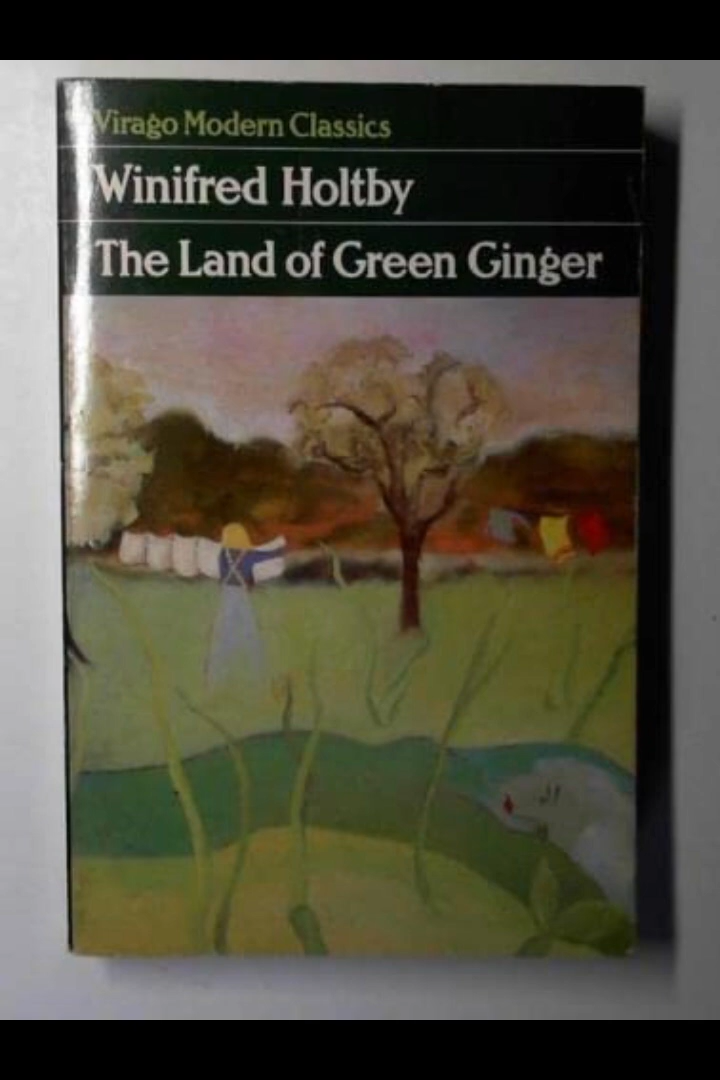 Virago Modern Classics
Winifred Holtby
The Land of Green Ginger